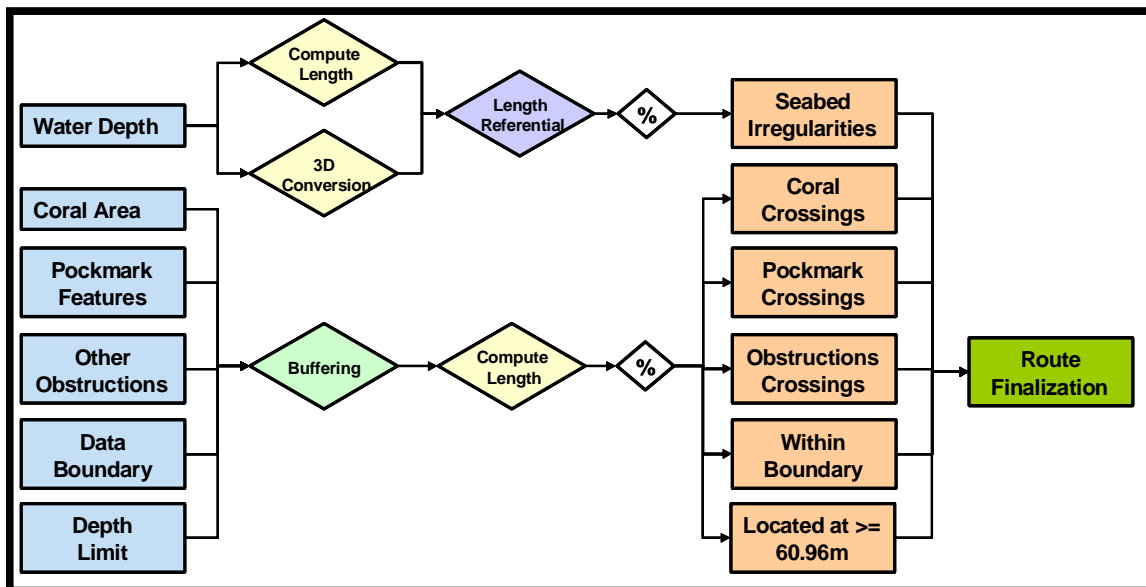 Compute
Length
Water Depth
3D
Conversion
Length
Referential
%
Seabed
Irregularities
Coral Area
Pockmark
Features
Other
Obstructions
Data
Boundary
Depth
Limit
Buffering
Compute
Length
%
Coral
Crossings
Pockmark
Crossings
Obstructions
Crossings
Within
Boundary
Located at >=
60.96m
Route
Finalization